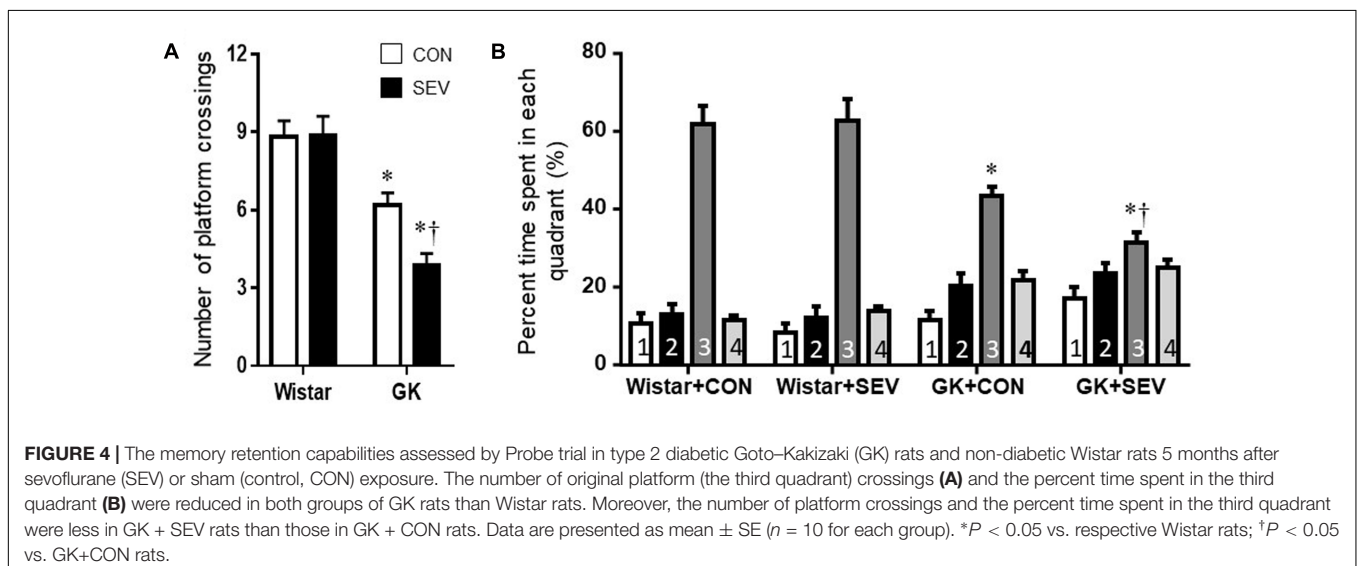 A
12
9
6
3
0
Number of platform crossings
CON
SEV
*
*†
Wistar
GK
B
80
60
40
20
0
Percent time spent in each
quadrant (%)
*
*†
1 2 3 4
1 2 3 4
1 2 3 4
1 2 3 4
Wistar+CON
Wistar+SEV
GK+CON
GK+SEV
FIGURE 4 | The memory retention capabilities assessed by Probe trial in type 2 diabetic Goto–Kakizaki (GK) rats and non-diabetic Wistar rats 5 months after
sevoflurane (SEV) or sham (control, CON) exposure. The number of original platform (the third quadrant) crossings (A) and the percent time spent in the third
quadrant (B) were reduced in both groups of GK rats than Wistar rats. Moreover, the number of platform crossings and the percent time spent in the third quadrant
were less in GK + SEV rats than those in GK + CON rats. Data are presented as mean ± SE (n = 10 for each group). *P < 0.05 vs. respective Wistar rats; †P < 0.05
vs. GK+CON rats.